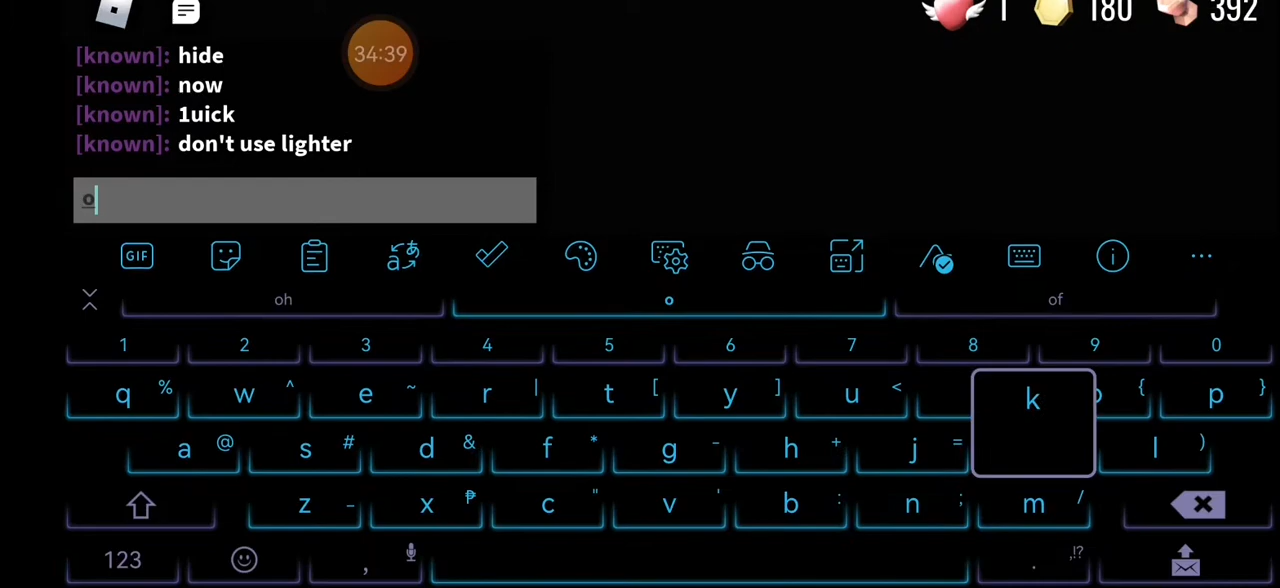 1 180 392
34:39
[known]: hide
[known]: now
[known]: 1uick
[known]: don't use lighter
o
GIF
oh o of
1 2 3 4 5 6 7 8 9 0
q % w ^ e ~ r | t [ y ] u < { p }
k
a @ s # d & f * g - h + j = l )
z _ x ₱ c " v ' b : n ; m /
123 , . ,!?